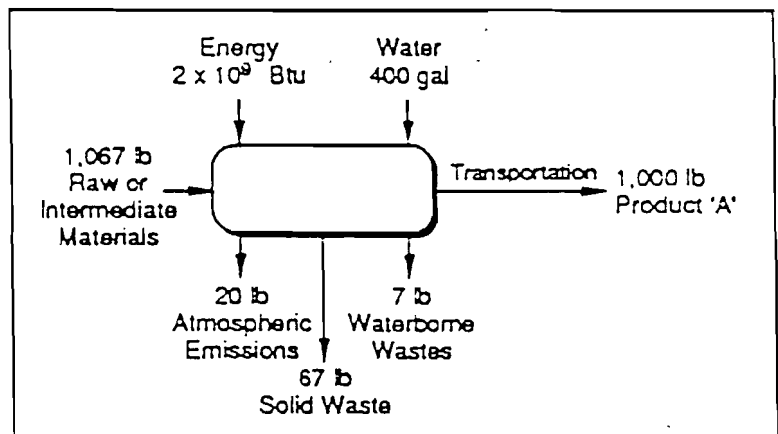 Energy
2 x 10⁹ Btu
Water
400 gal
1,067 lb
Raw or
Intermediate
Materials
Transportation
1,000 lb
Product 'A'
20 lb
Atmospheric
Emissions
7 lb
Waterborne
Wastes
67 lb
Solid Waste